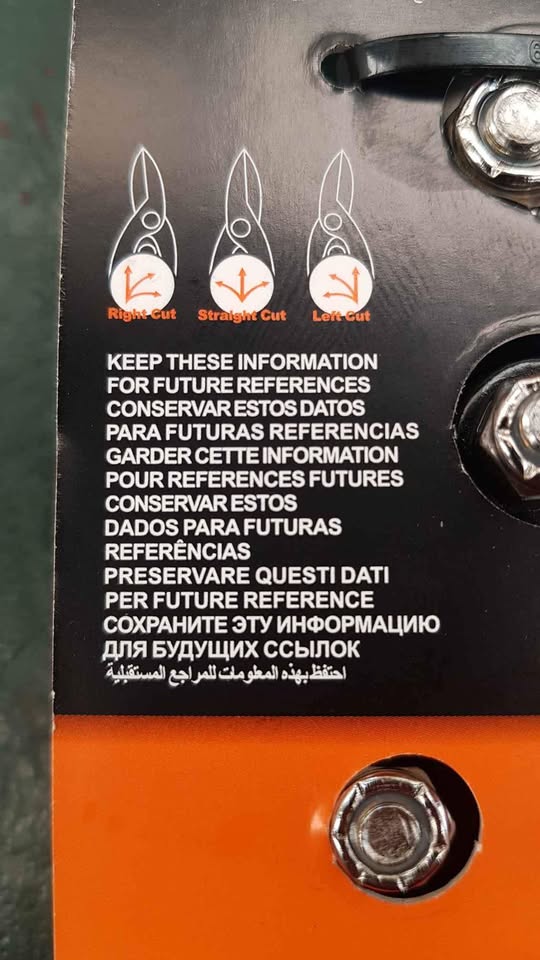 Right Cut Straight Cut Left Cut
KEEP THESE INFORMATION
FOR FUTURE REFERENCES
CONSERVAR ESTOS DATOS
PARA FUTURAS REFERENCIAS
GARDER CETTE INFORMATION
POUR REFERENCES FUTURES
CONSERVAR ESTOS
DADOS PARA FUTURAS
REFERÊNCIAS
PRESERVARE QUESTI DATI
PER FUTURE REFERENCE
СОХРАНИТЕ ЭТУ ИНФОРМАЦИЮ
ДЛЯ БУДУЩИХ ССЫЛОК
احتفظ بهذه المعلومات للمراجع المستقبلية